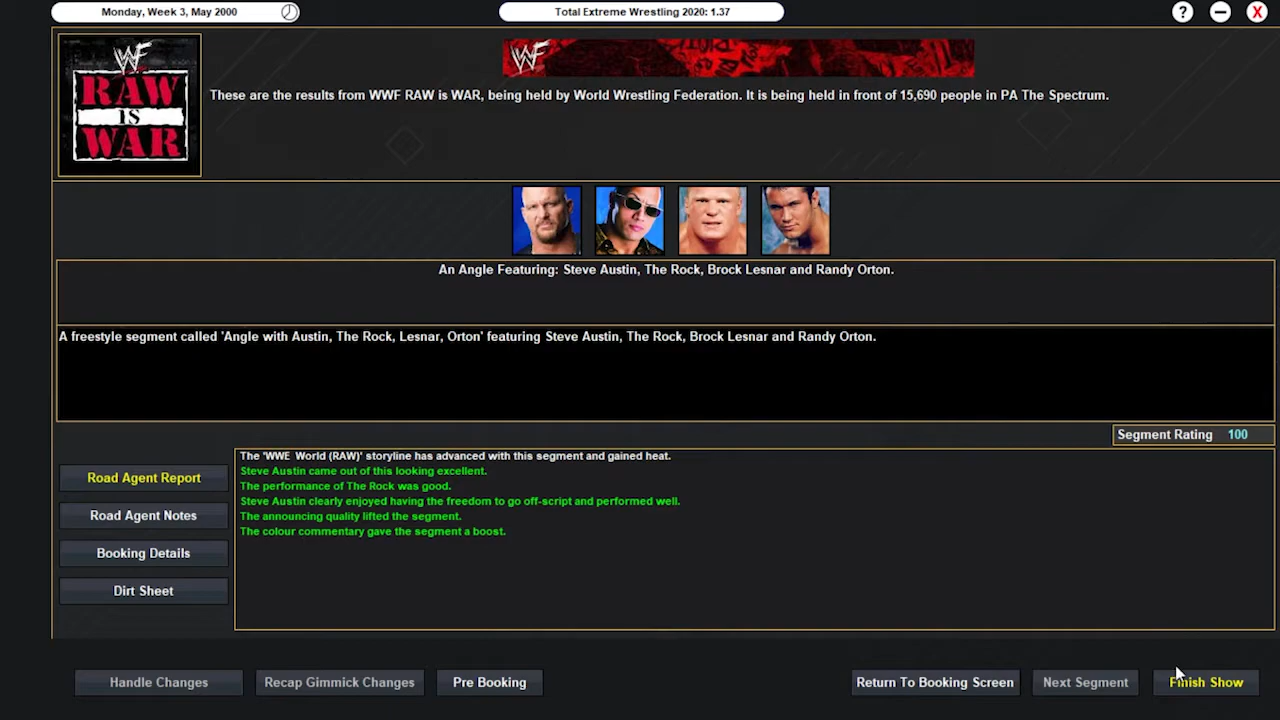 Monday, Week 3, May 2000
Total Extreme Wrestling 2020: 1.37
?
X
WF
RAW
IS
WAR
WF
These are the results from WWF RAW is WAR, being held by World Wrestling Federation. It is being held in front of 15,690 people in PA The Spectrum.
An Angle Featuring: Steve Austin, The Rock, Brock Lesnar and Randy Orton.
A freestyle segment called 'Angle with Austin, The Rock, Lesnar, Orton' featuring Steve Austin, The Rock, Brock Lesnar and Randy Orton.
Segment Rating 100
Road Agent Report
Road Agent Notes
Booking Details
Dirt Sheet
The 'WWE World (RAW)' storyline has advanced with this segment and gained heat.
Steve Austin came out of this looking excellent.
The performance of The Rock was good.
Steve Austin clearly enjoyed having the freedom to go off-script and performed well.
The announcing quality lifted the segment.
The colour commentary gave the segment a boost.
Handle Changes
Recap Gimmick Changes
Pre Booking
Return To Booking Screen
Next Segment
Finish Show